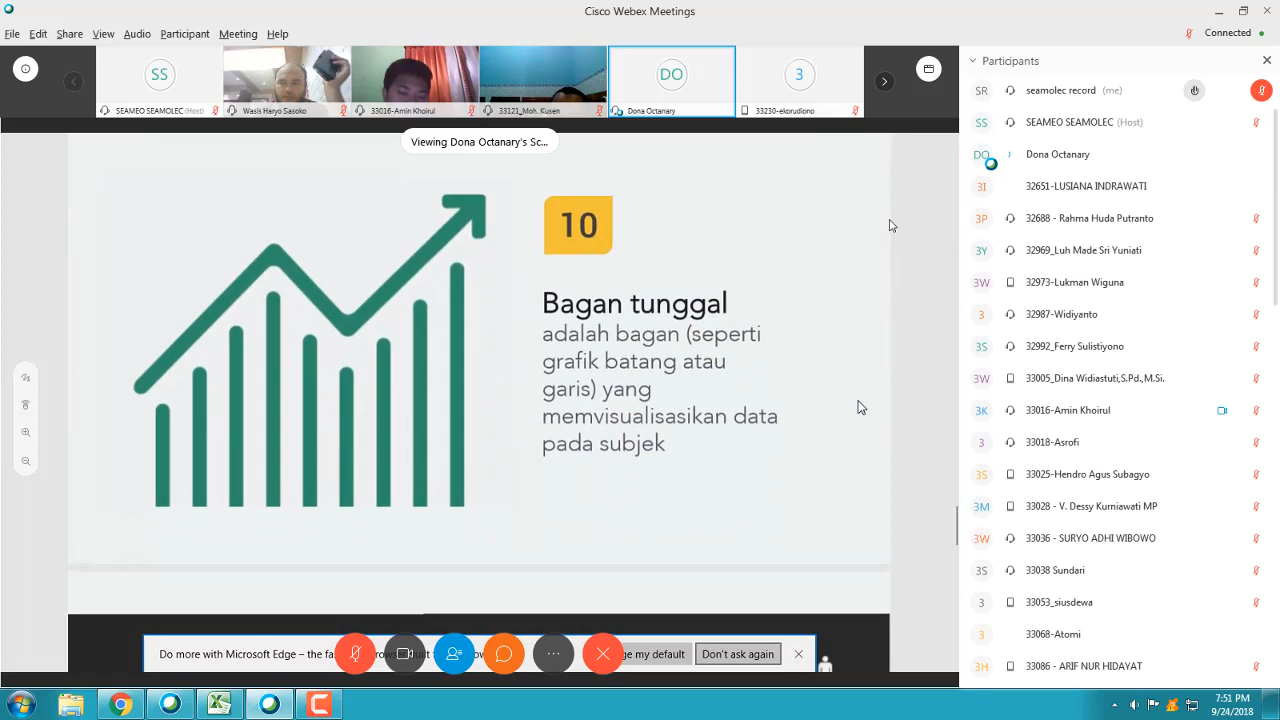 Cisco Webex Meetings
File Edit Share View Audio Participant Meeting Help
Connected
SS
DO
3
SEAMEO SEAMOLEC (Host)
Wasis Haryo Sasoko
33016-Amin Khoirul
33121_Moh. Kusen
Dona Octanary
33230-ekorudiono
Viewing Dona Octanary's Sc...
10
Bagan tunggal
adalah bagan (seperti
grafik batang atau
garis) yang
memvisualisasikan data
pada subjek
Do more with Microsoft Edge – the fa
my default
Don't ask again
Participants
SR seamolec record (me)
SS SEAMEO SEAMOLEC (Host)
DO Dona Octanary
3I 32651-LUSIANA INDRAWATI
3P 32688 - Rahma Huda Putranto
3Y 32969_Luh Made Sri Yuniati
3W 32973-Lukman Wiguna
3 32987-Widiyanto
3S 32992_Ferry Sulistiyono
3W 33005_Dina Widiastuti,S.Pd.,M.Si.
3K 33016-Amin Khoirul
3 33018-Asrofi
3S 33025-Hendro Agus Subagyo
3M 33028 - V. Dessy Kurniawati MP
3W 33036 - SURYO ADHI WIBOWO
3S 33038 Sundari
3 33053_siusdewa
3 33068-Atomi
3H 33086 - ARIF NUR HIDAYAT
7:51 PM
9/24/2018